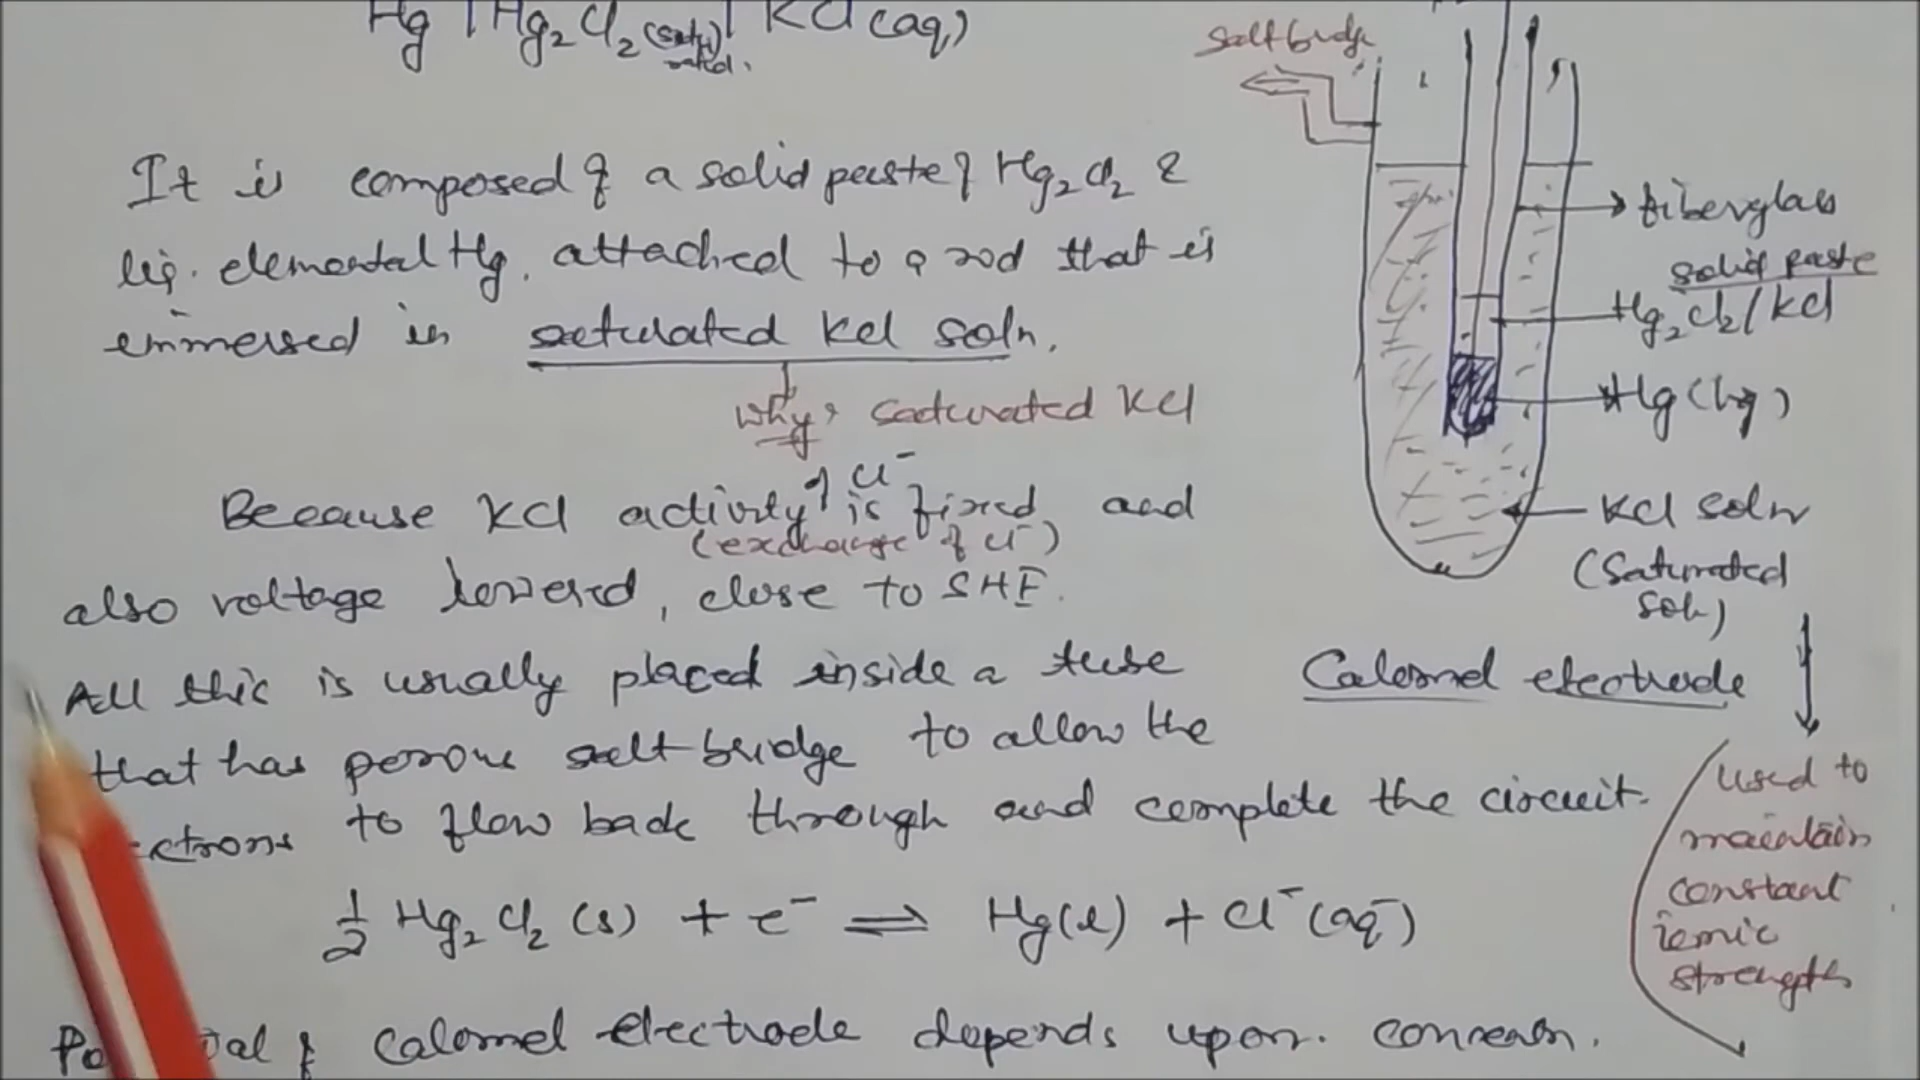 Hg | Hg2Cl2 (satu | KCl (aq)
rated.
It is composed of a solid paste of Hg2Cl2 &
liq. elemental Hg. attached to a rod that is
immersed in saturated KCl soln.
why? saturated KCl
of Cl-
Because KCl activity is fixed and
(exchange of Cl-)
also voltage lowered, close to SHE.
All this is usually placed inside a tube
that has porous salt bridge to allow the
ectrons to flow back through and complete the circuit.
1/2 Hg2Cl2 (s) + e- ⇌ Hg(l) + Cl- (aq)
Po al of Calomel electrode depends upon. concen.
Salt bridge
fiberglass
solid paste
Hg2Cl2/KCl
Hg (liq)
KCl soln
(Saturated
soln)
Calomel electrode
used to
maintain
constant
ionic
strength